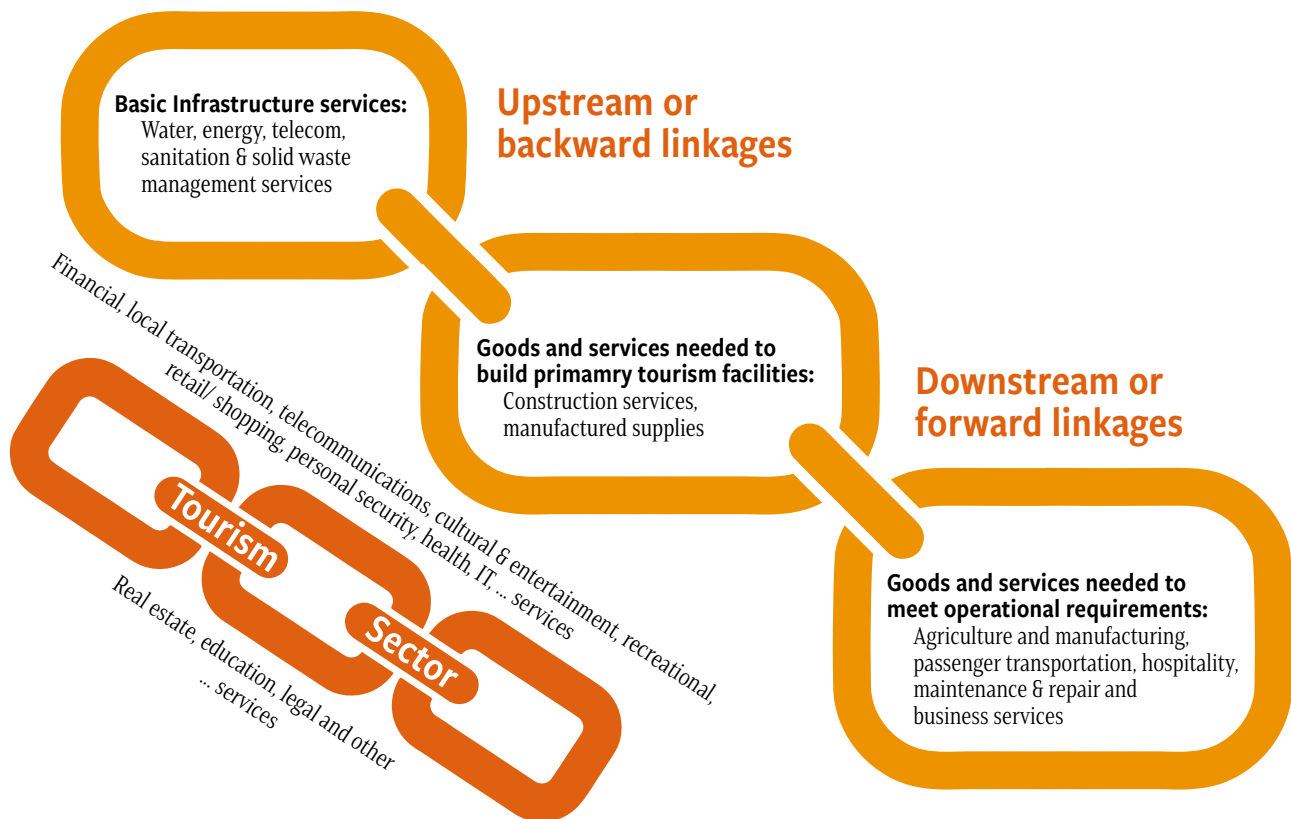 Basic Infrastructure services:
Water, energy, telecom,
sanitation & solid waste
management services
Upstream or
backward linkages
Goods and services needed to
build primamry tourism facilities:
Construction services,
manufactured supplies
Downstream or
forward linkages
Goods and services needed to
meet operational requirements:
Agriculture and manufacturing,
passenger transportation, hospitality,
maintenance & repair and
business services
Financial, local transportation, telecommunications, cultural & entertainment, recreational,
retail/ shopping, personal security, health, IT, ... services
Tourism
Sector
Real estate, education, legal and other
... services